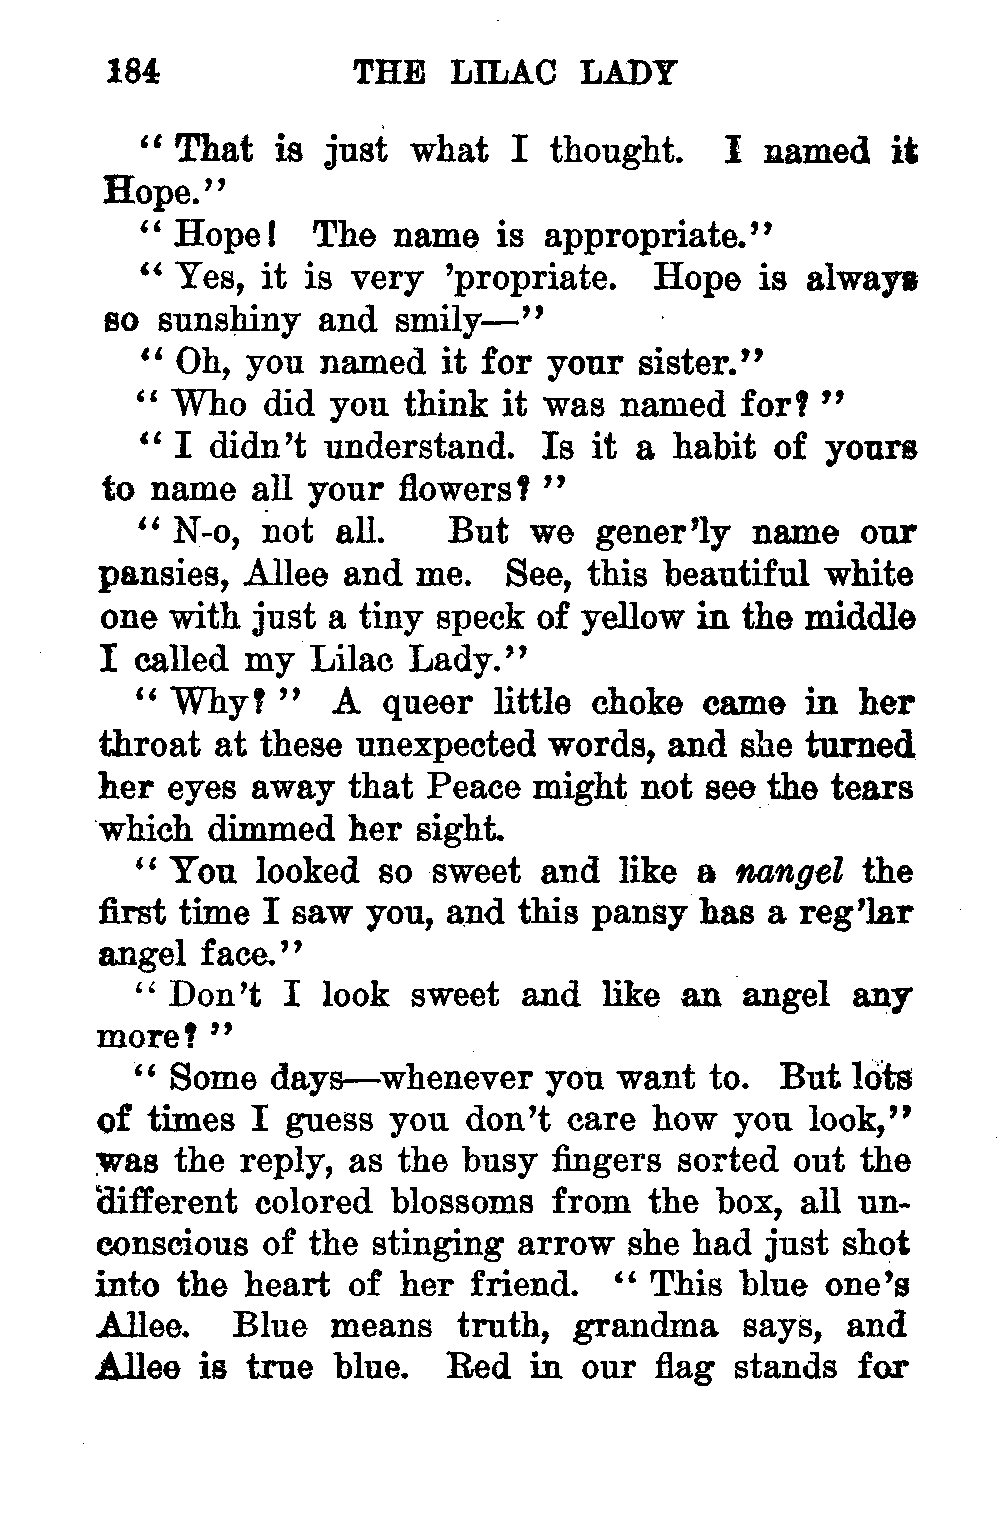 184 THE LILAC LADY
“ That is just what I thought. I named it
Hope.”
“ Hope! The name is appropriate.”
“ Yes, it is very ’propriate. Hope is always
so sunshiny and smily—”
“ Oh, you named it for your sister.”
“ Who did you think it was named for? ”
“ I didn’t understand. Is it a habit of yours
to name all your flowers? ”
“ N-o, not all. But we gener’ly name our
pansies, Allee and me. See, this beautiful white
one with just a tiny speck of yellow in the middle
I called my Lilac Lady.”
“ Why? ” A queer little choke came in her
throat at these unexpected words, and she turned
her eyes away that Peace might not see the tears
which dimmed her sight.
“ You looked so sweet and like a nangel the
first time I saw you, and this pansy has a reg’lar
angel face.”
“ Don’t I look sweet and like an angel any
more? ”
“ Some days—whenever you want to. But lots
of times I guess you don’t care how you look,”
was the reply, as the busy fingers sorted out the
different colored blossoms from the box, all un-
conscious of the stinging arrow she had just shot
into the heart of her friend. “ This blue one’s
Allee. Blue means truth, grandma says, and
Allee is true blue. Red in our flag stands for